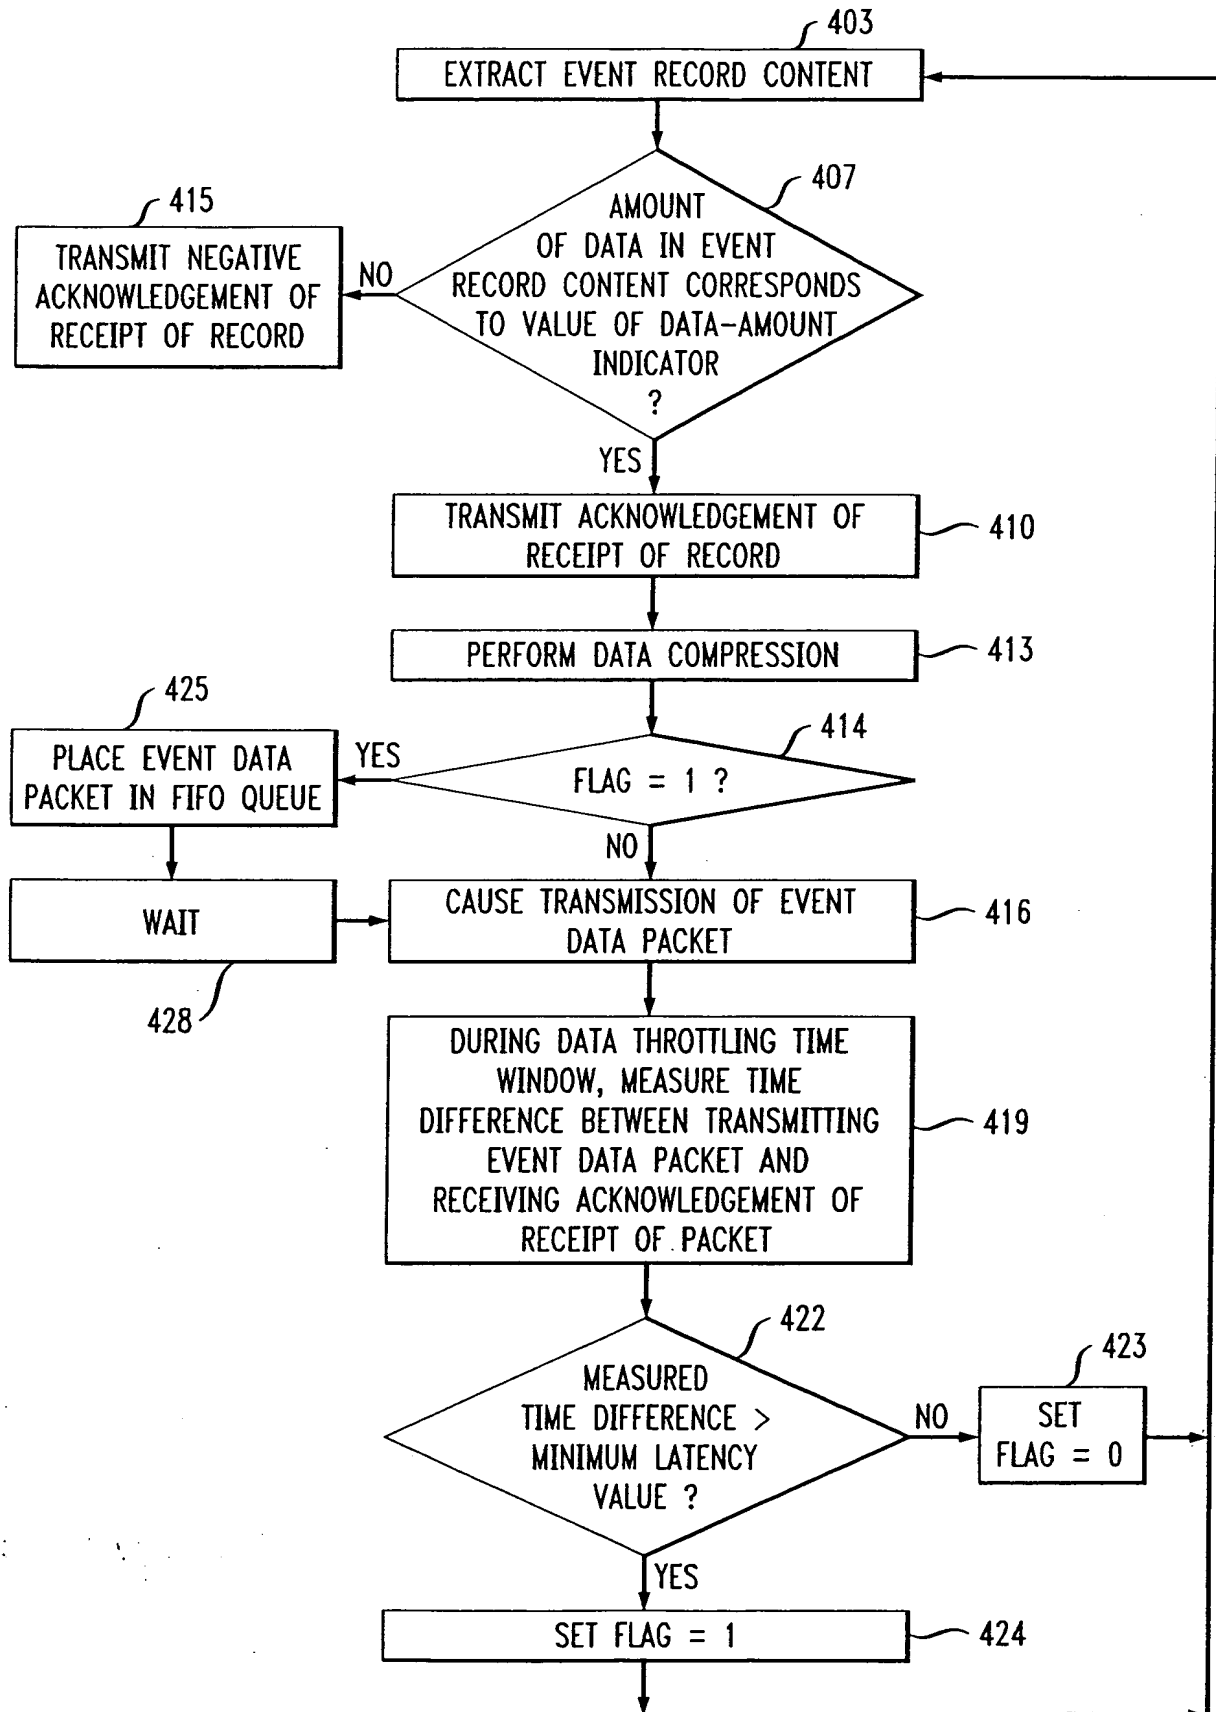 403
EXTRACT EVENT RECORD CONTENT
407
AMOUNT
OF DATA IN EVENT
RECORD CONTENT CORRESPONDS
TO VALUE OF DATA-AMOUNT
INDICATOR
?
415
TRANSMIT NEGATIVE
ACKNOWLEDGEMENT OF
RECEIPT OF RECORD
NO
YES
TRANSMIT ACKNOWLEDGEMENT OF
RECEIPT OF RECORD
410
PERFORM DATA COMPRESSION
413
425
PLACE EVENT DATA
PACKET IN FIFO QUEUE
YES
FLAG = 1 ?
414
NO
WAIT
428
CAUSE TRANSMISSION OF EVENT
DATA PACKET
416
DURING DATA THROTTLING TIME
WINDOW, MEASURE TIME
DIFFERENCE BETWEEN TRANSMITTING
EVENT DATA PACKET AND
RECEIVING ACKNOWLEDGEMENT OF
RECEIPT OF PACKET
419
422
MEASURED
TIME DIFFERENCE >
MINIMUM LATENCY
VALUE ?
NO
423
SET
FLAG = 0
YES
SET FLAG = 1
424